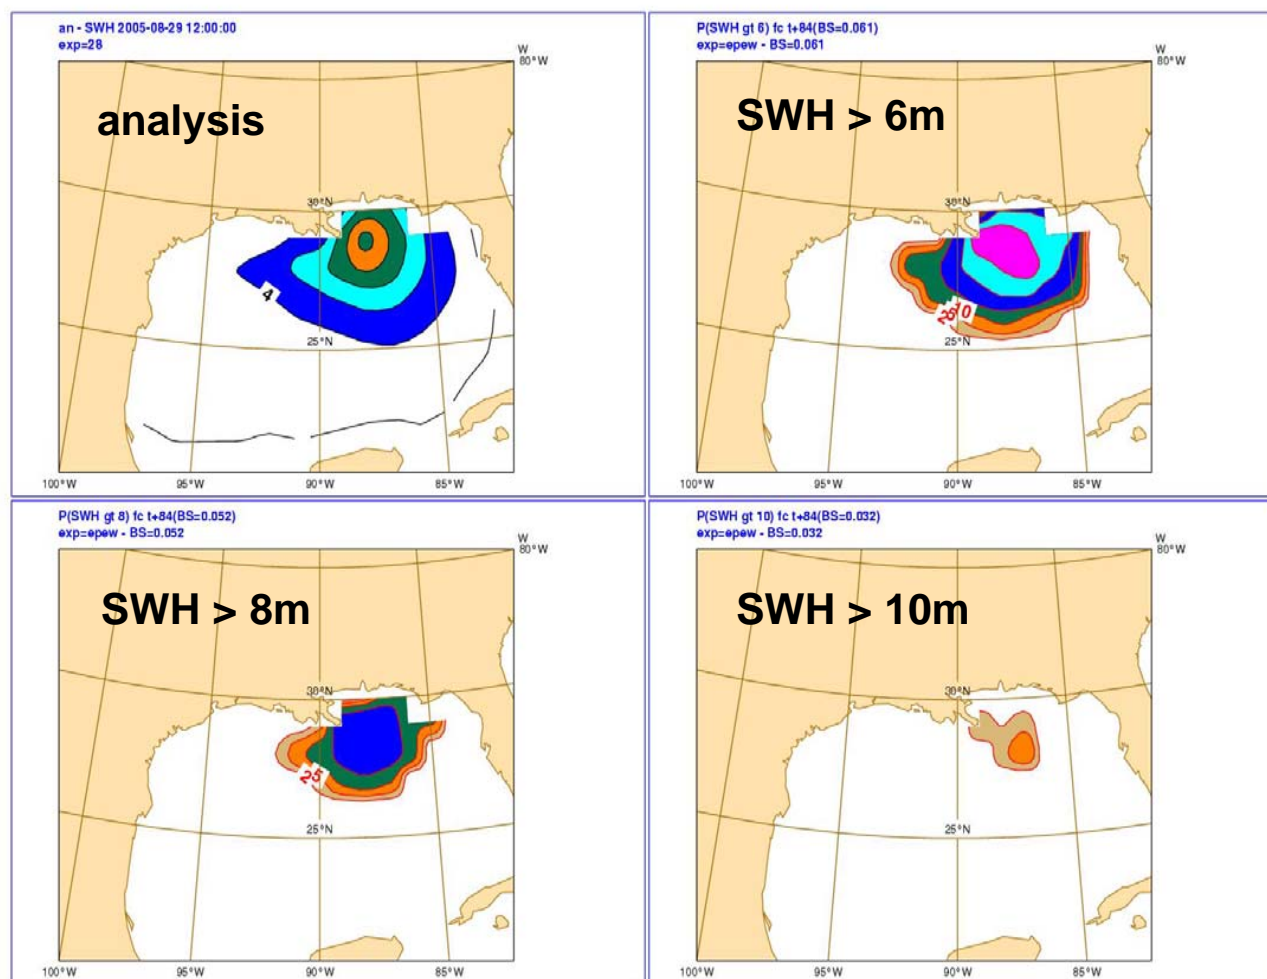 an - SWH 2005-08-29 12:00:00
exp=28
W
80°W
analysis
30°N
4
25°N
100°W 95°W 90°W 85°W
P(SWH gt 6) fc t+84(BS=0.061)
exp=epew - BS=0.061
W
80°W
SWH > 6m
30°N
10
25°N
100°W 95°W 90°W 85°W
P(SWH gt 8) fc t+84(BS=0.052)
exp=epew - BS=0.052
W
80°W
SWH > 8m
30°N
25
25°N
100°W 95°W 90°W 85°W
P(SWH gt 10) fc t+84(BS=0.032)
exp=epew - BS=0.032
W
80°W
SWH > 10m
30°N
25°N
100°W 95°W 90°W 85°W